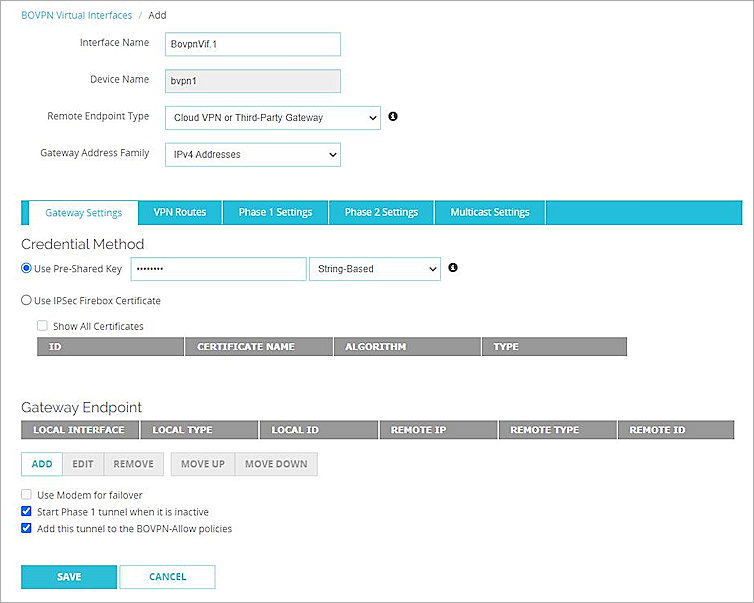 BOVPN Virtual Interfaces / Add
Interface Name BovpnVif.1
Device Name bvpn1
Remote Endpoint Type Cloud VPN or Third-Party Gateway
Gateway Address Family IPv4 Addresses
Gateway Settings VPN Routes Phase 1 Settings Phase 2 Settings Multicast Settings
Credential Method
Use Pre-Shared Key •••••••• String-Based
Use IPSec Firebox Certificate
Show All Certificates
ID CERTIFICATE NAME ALGORITHM TYPE
Gateway Endpoint
LOCAL INTERFACE LOCAL TYPE LOCAL ID REMOTE IP REMOTE TYPE REMOTE ID
ADD EDIT REMOVE MOVE UP MOVE DOWN
Use Modem for failover
Start Phase 1 tunnel when it is inactive
Add this tunnel to the BOVPN-Allow policies
SAVE CANCEL